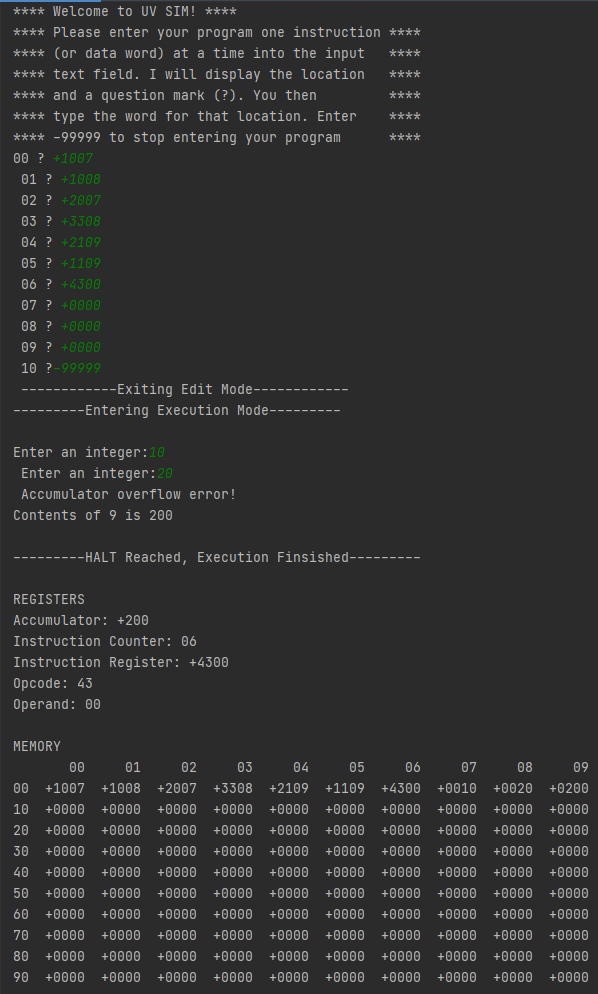 **** Welcome to UV SIM! ****
**** Please enter your program one instruction ****
**** (or data word) at a time into the input   ****
**** text field. I will display the location   ****
**** and a question mark (?). You then         ****
**** type the word for that location. Enter    ****
**** -99999 to stop entering your program      ****
00 ? +1007
 01 ? +1008
 02 ? +2007
 03 ? +3308
 04 ? +2109
 05 ? +1109
 06 ? +4300
 07 ? +0000
 08 ? +0000
 09 ? +0000
 10 ?-99999
 ------------Exiting Edit Mode------------
---------Entering Execution Mode---------

Enter an integer:10
 Enter an integer:20
 Accumulator overflow error!
Contents of 9 is 200

---------HALT Reached, Execution Finsished---------

REGISTERS
Accumulator: +200
Instruction Counter: 06
Instruction Register: +4300
Opcode: 43
Operand: 00

MEMORY
       00     01     02     03     04     05     06     07     08     09
00  +1007  +1008  +2007  +3308  +2109  +1109  +4300  +0010  +0020  +0200
10  +0000  +0000  +0000  +0000  +0000  +0000  +0000  +0000  +0000  +0000
20  +0000  +0000  +0000  +0000  +0000  +0000  +0000  +0000  +0000  +0000
30  +0000  +0000  +0000  +0000  +0000  +0000  +0000  +0000  +0000  +0000
40  +0000  +0000  +0000  +0000  +0000  +0000  +0000  +0000  +0000  +0000
50  +0000  +0000  +0000  +0000  +0000  +0000  +0000  +0000  +0000  +0000
60  +0000  +0000  +0000  +0000  +0000  +0000  +0000  +0000  +0000  +0000
70  +0000  +0000  +0000  +0000  +0000  +0000  +0000  +0000  +0000  +0000
80  +0000  +0000  +0000  +0000  +0000  +0000  +0000  +0000  +0000  +0000
90  +0000  +0000  +0000  +0000  +0000  +0000  +0000  +0000  +0000  +0000